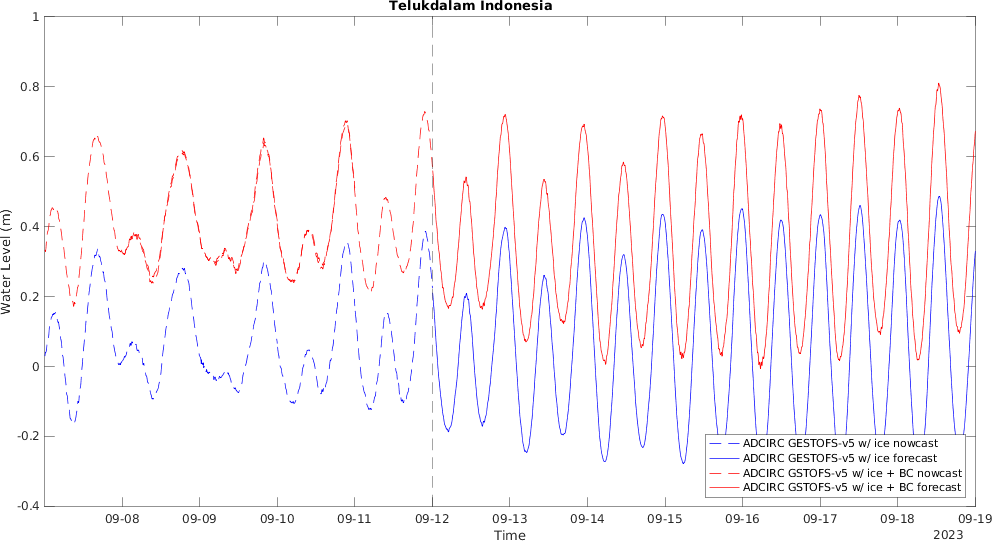 Telukdalam Indonesia
1
0.8
0.6
0.4
0.2
0
-0.2
-0.4
Water Level (m)
09-08 09-09 09-10 09-11 09-12 09-13 09-14 09-15 09-16 09-17 09-18 09-19
Time
2023
ADCIRC GESTOFS-v5 w/ ice nowcast
ADCIRC GESTOFS-v5 w/ ice forecast
ADCIRC GSTOFS-v5 w/ ice + BC nowcast
ADCIRC GSTOFS-v5 w/ ice + BC forecast